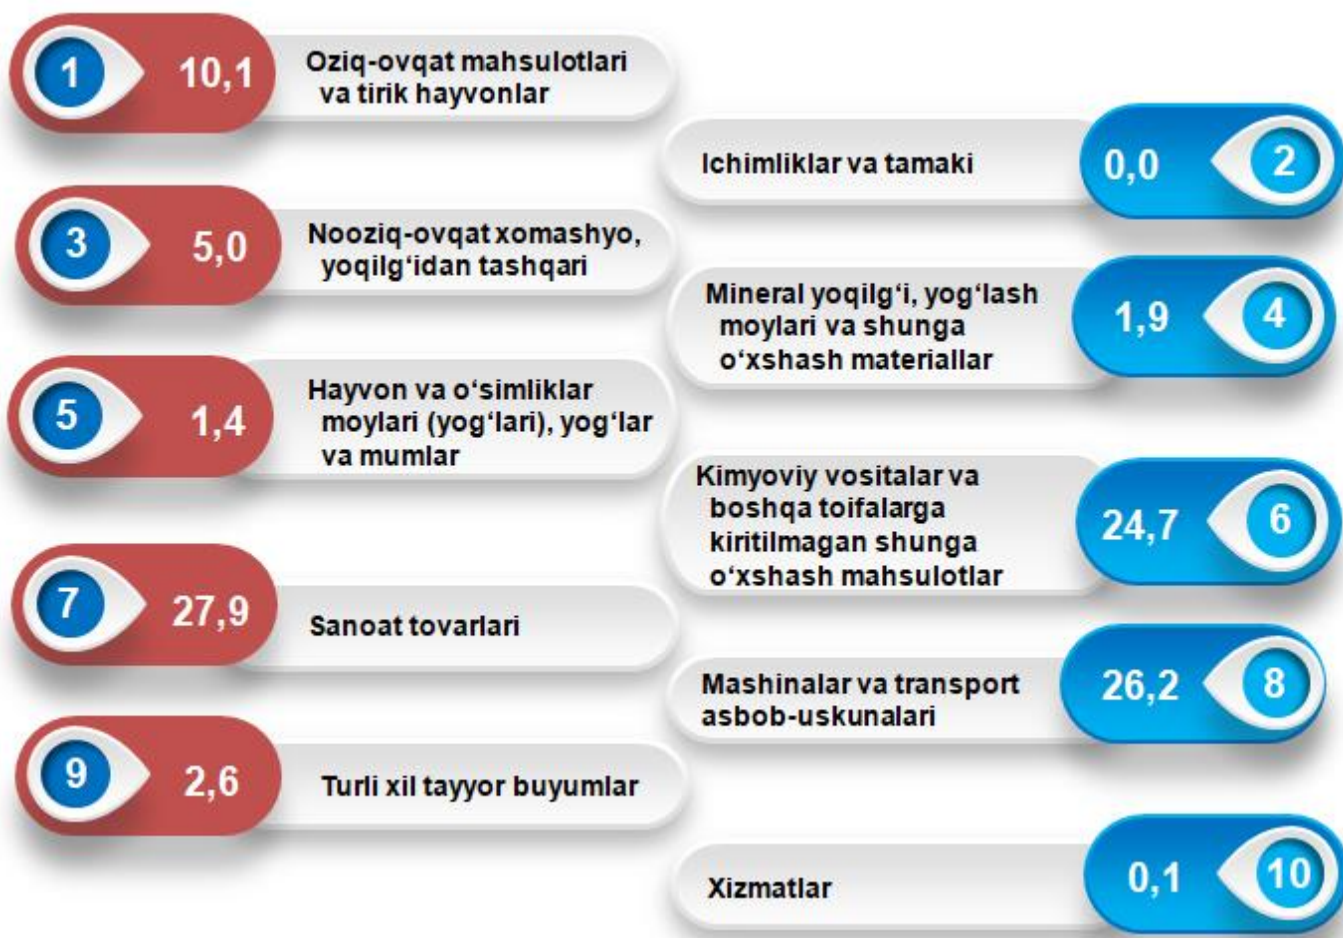 1
10,1
Oziq-ovqat mahsulotlari
va tirik hayvonlar
Ichimliklar va tamaki
0,0
2
3
5,0
Nooziq-ovqat xomashyo,
yoqilg‘idan tashqari
Mineral yoqilg‘i, yog‘lash
moylari va shunga
o‘xshash materiallar
1,9
4
5
1,4
Hayvon va o‘simliklar
moylari (yog‘lari), yog‘lar
va mumlar
Kimyoviy vositalar va
boshqa toifalarga
kiritilmagan shunga
o‘xshash mahsulotlar
24,7
6
7
27,9
Sanoat tovarlari
Mashinalar va transport
asbob-uskunalari
26,2
8
9
2,6
Turli xil tayyor buyumlar
Xizmatlar
0,1
10